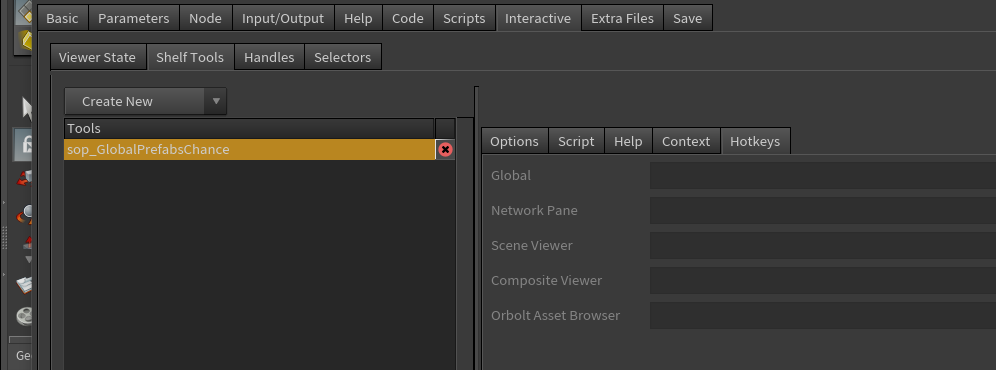 Basic Parameters Node Input/Output Help Code Scripts Interactive Extra Files Save
Viewer State Shelf Tools Handles Selectors
Create New
Tools
sop_GlobalPrefabsChance
Options Script Help Context Hotkeys
Global
Network Pane
Scene Viewer
Composite Viewer
Orbolt Asset Browser